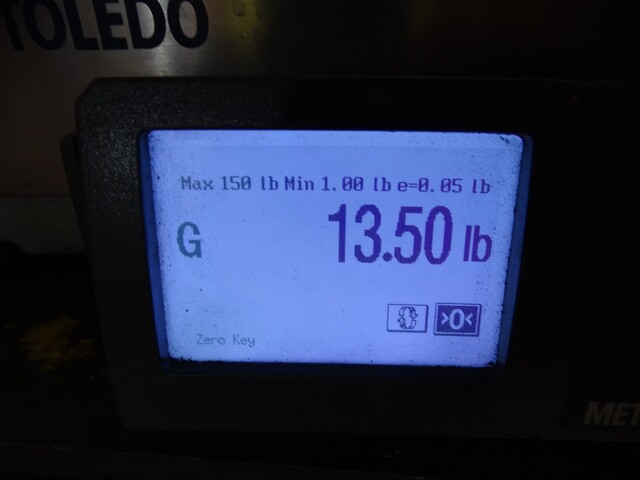 TOLEDO
Max 150 lb Min 1.00 lb e=0.05 lb
G 13.50 lb
>0<
Zero Key
MET